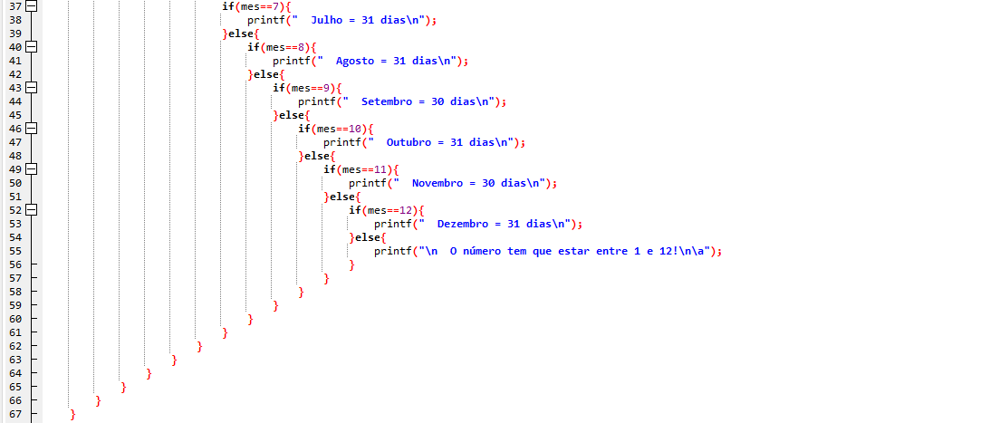 37 if(mes==7){
38 printf("  Julho = 31 dias\n");
39 }else{
40 if(mes==8){
41 printf("  Agosto = 31 dias\n");
42 }else{
43 if(mes==9){
44 printf("  Setembro = 30 dias\n");
45 }else{
46 if(mes==10){
47 printf("  Outubro = 31 dias\n");
48 }else{
49 if(mes==11){
50 printf("  Novembro = 30 dias\n");
51 }else{
52 if(mes==12){
53 printf("  Dezembro = 31 dias\n");
54 }else{
55 printf("\n  O número tem que estar entre 1 e 12!\n\a");
56 }
57 }
58 }
59 }
60 }
61 }
62 }
63 }
64 }
65 }
66 }
67 }